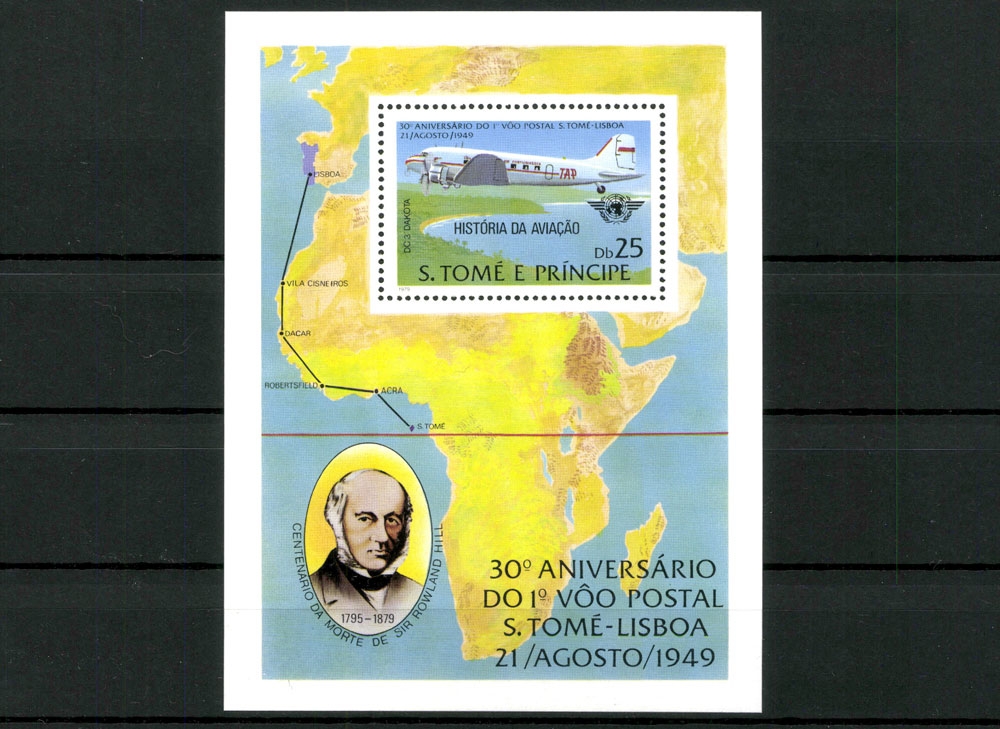 30º ANIVERSÁRIO DO 1º VÔO POSTAL S. TOMÉ-LISBOA
21/AGOSTO/1949
TAP
DC 3 DAKOTA
HISTÓRIA DA AVIAÇÃO
Db25
S. TOMÉ E PRÍNCIPE
1979
LISBOA
VILA CISNEIROS
DACAR
ROBERTSFIELD
ACRA
S. TOMÉ
CENTENÁRIO DA MORTE DE SIR ROWLAND HILL
1795-1879
30º ANIVERSÁRIO
DO 1º VÔO POSTAL
S. TOMÉ-LISBOA
21/AGOSTO/1949